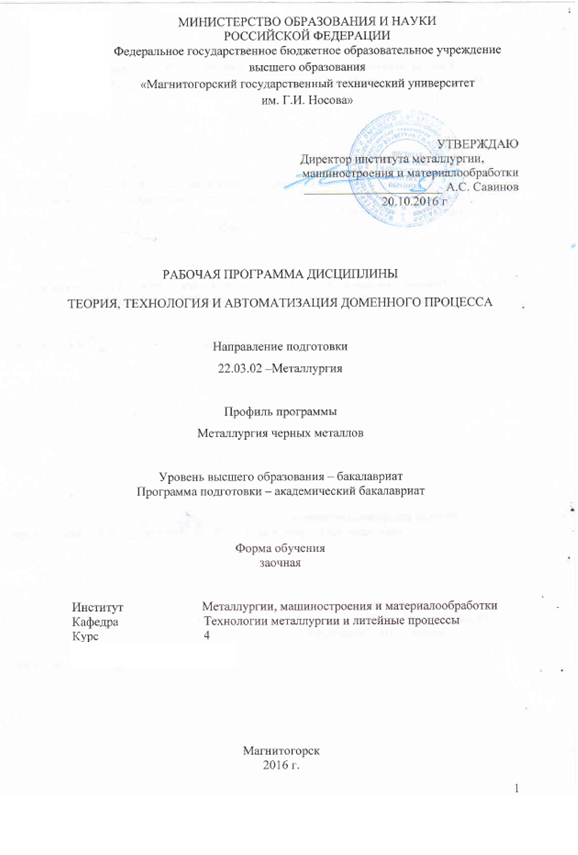 МИНИСТЕРСТВО ОБРАЗОВАНИЯ И НАУКИ
РОССИЙСКОЙ ФЕДЕРАЦИИ
Федеральное государственное бюджетное образовательное учреждение
высшего образования
«Магнитогорский государственный технический университет
им. Г.И. Носова»
УТВЕРЖДАЮ
Директор института металлургии,
машиностроения и материалообработки
А.С. Савинов
20.10.2016 г
РАБОЧАЯ ПРОГРАММА ДИСЦИПЛИНЫ
ТЕОРИЯ, ТЕХНОЛОГИЯ И АВТОМАТИЗАЦИЯ ДОМЕННОГО ПРОЦЕССА
Направление подготовки
22.03.02 –Металлургия
Профиль программы
Металлургия черных металлов
Уровень высшего образования – бакалавриат
Программа подготовки – академический бакалавриат
Форма обучения
заочная
Институт Металлургии, машиностроения и материалообработки
Кафедра Технологии металлургии и литейные процессы
Курс 4
Магнитогорск
2016 г.
1